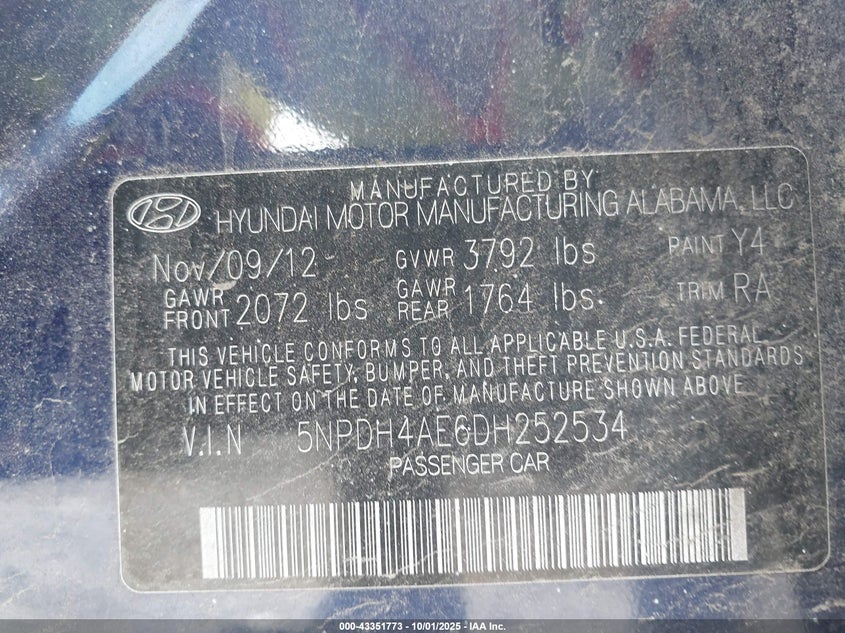 MANUFACTURED BY
HYUNDAI MOTOR MANUFACTURING ALABAMA, LLC
Nov/09/12 GVWR 3792 lbs PAINT Y4
GAWR FRONT 2072 lbs GAWR REAR 1764 lbs. TRIM RA
THIS VEHICLE CONFORMS TO ALL APPLICABLE U.S.A. FEDERAL
MOTOR VEHICLE SAFETY, BUMPER, AND THEFT PREVENTION STANDARDS
IN EFFECT ON THE DATE OF MANUFACTURE SHOWN ABOVE.
V.I.N 5NPDH4AE6DH252534
PASSENGER CAR
000-43351773 - 10/01/2025 - IAA Inc.